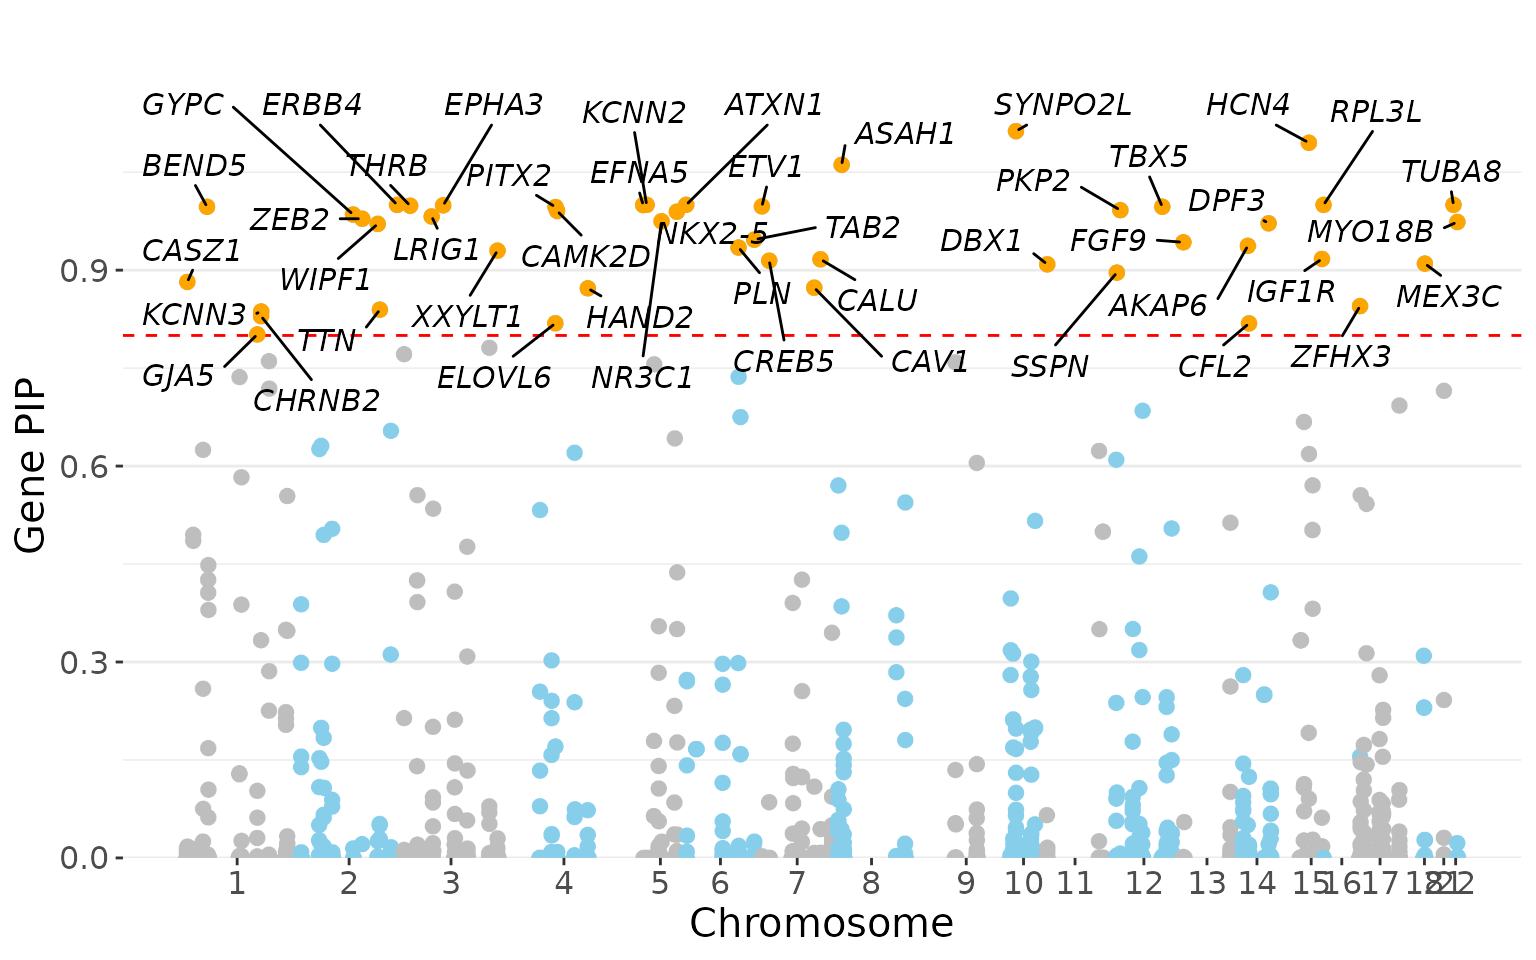 GYPC ERBB4 EPHA3 KCNN2 ATXN1 SYNPO2L HCN4 RPL3L
ASAH1
BEND5 THRB PITX2 EFNA5 ETV1 PKP2 TBX5 TUBA8
ZEB2 NKX2-5 TAB2 DPF3 MYO18B
CASZ1 LRIG1 CAMK2D DBX1 FGF9
WIPF1 PLN CALU AKAP6 IGF1R MEX3C
KCNN3 TTN XXYLT1 HAND2
GJA5 ELOVL6 NR3C1 CREB5 CAV1 SSPN CFL2 ZFHX3
CHRNB2
0.9
0.6
0.3
0.0
Gene PIP
1 2 3 4 5 6 7 8 9 10 11 12 13 14 15 16 17 18 21 22
Chromosome